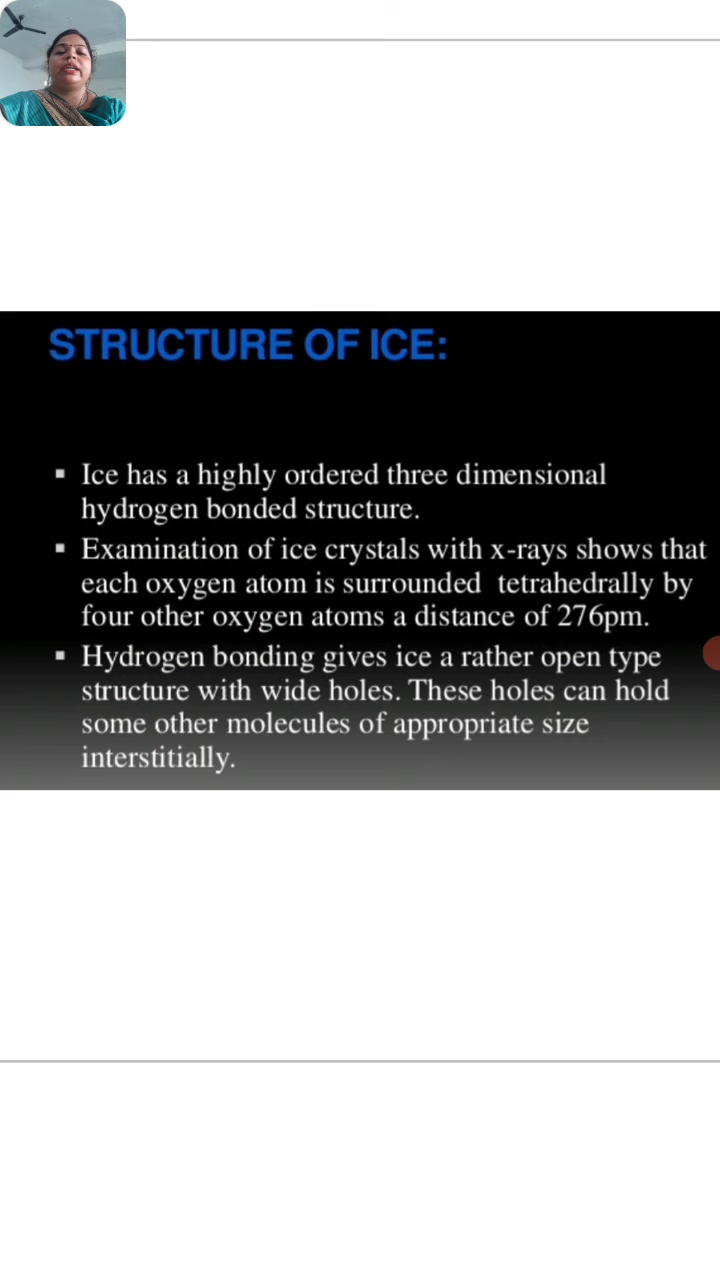 STRUCTURE OF ICE:
▪ Ice has a highly ordered three dimensional
hydrogen bonded structure.
▪ Examination of ice crystals with x-rays shows that
each oxygen atom is surrounded tetrahedrally by
four other oxygen atoms a distance of 276pm.
▪ Hydrogen bonding gives ice a rather open type
structure with wide holes. These holes can hold
some other molecules of appropriate size
interstitially.